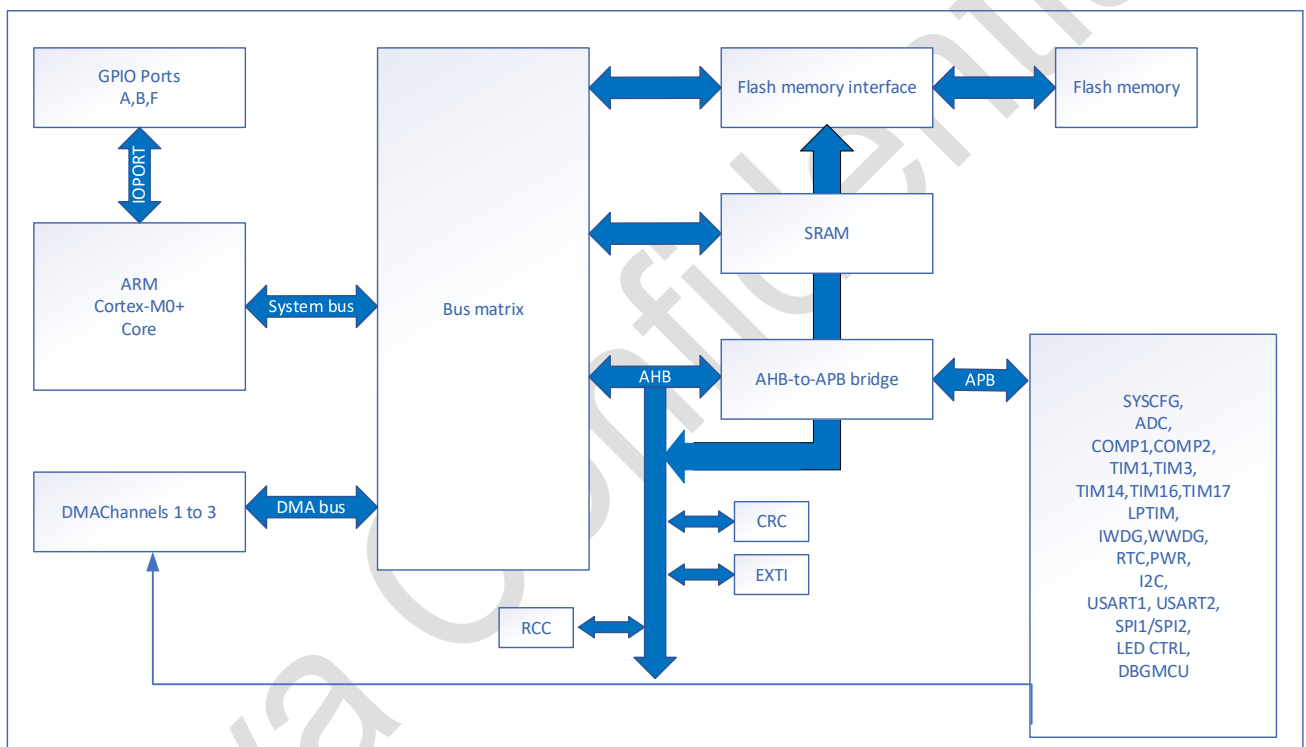 GPIO Ports
A,B,F
IOPORT
ARM
Cortex-M0+
Core
System bus
DMAChannels 1 to 3
DMA bus
Bus matrix
Flash memory interface
Flash memory
SRAM
AHB
AHB-to-APB bridge
APB
CRC
EXTI
RCC
SYSCFG,
ADC,
COMP1,COMP2,
TIM1,TIM3,
TIM14,TIM16,TIM17
LPTIM,
IWDG,WWDG,
RTC,PWR,
I2C,
USART1, USART2,
SPI1/SPI2,
LED CTRL,
DBGMCU